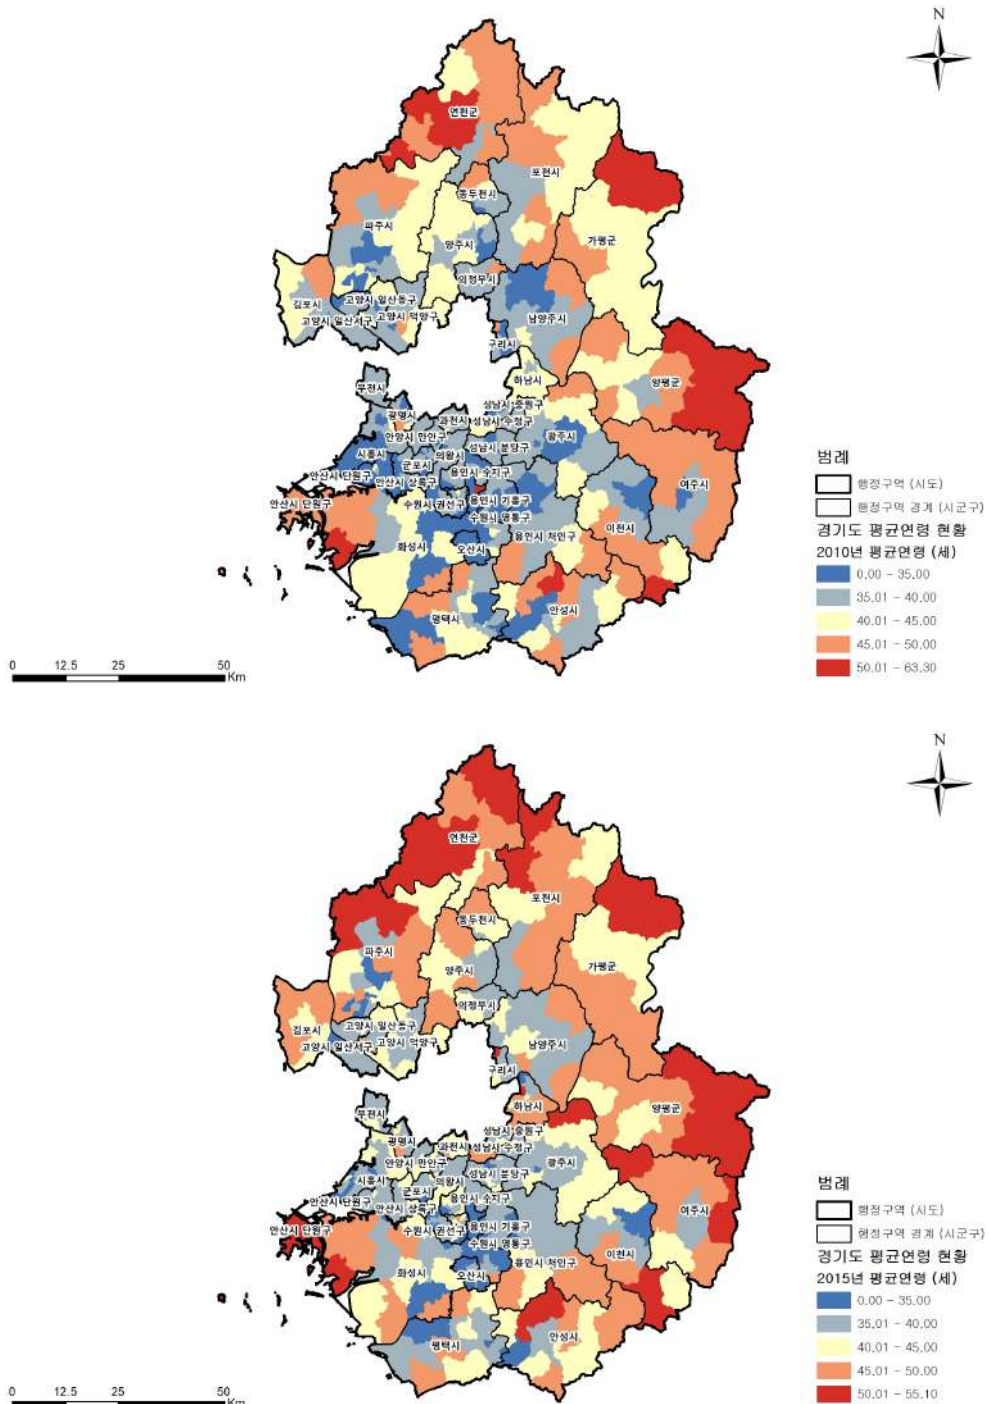 N
연천군
포천시
동두천시
파주시
가평군
양주시
의정부시
김포시
고양시 일산동구
고양시 일산서구
고양시 덕양구
남양주시
구리시
양평군
하남시
부천시
성남시 중원구
광명시
과천시
성남시 수정구
안양시 만안구
광주시
시흥시
의왕시
성남시 분당구
군포시
용인시 수지구
안산시 단원구
안산시 상록구
여주시
안산시 단원구
수원시 권선구
용인시 기흥구
수원시 영통구
이천시
화성시
오산시
용인시 처인구
안성시
평택시
범례
행정구역 (시도)
행정구역 경계 (시군구)
경기도 평균연령 현황
2010년 평균연령 (세)
0.00 - 35.00
35.01 - 40.00
40.01 - 45.00
45.01 - 50.00
50.01 - 63.30
0 12.5 25 50
Km
N
연천군
포천시
동두천시
파주시
가평군
양주시
의정부시
김포시
고양시 일산동구
고양시 일산서구
고양시 덕양구
남양주시
구리시
양평군
하남시
부천시
성남시 중원구
광명시
과천시
성남시 수정구
안양시 만안구
광주시
시흥시
의왕시
성남시 분당구
군포시
용인시 수지구
안산시 단원구
안산시 상록구
여주시
안산시 단원구
수원시 권선구
용인시 기흥구
수원시 영통구
이천시
화성시
오산시
용인시 처인구
안성시
평택시
범례
행정구역 (시도)
행정구역 경계 (시군구)
경기도 평균연령 현황
2015년 평균연령 (세)
0.00 - 35.00
35.01 - 40.00
40.01 - 45.00
45.01 - 50.00
50.01 - 55.10
0 12.5 25 50
Km